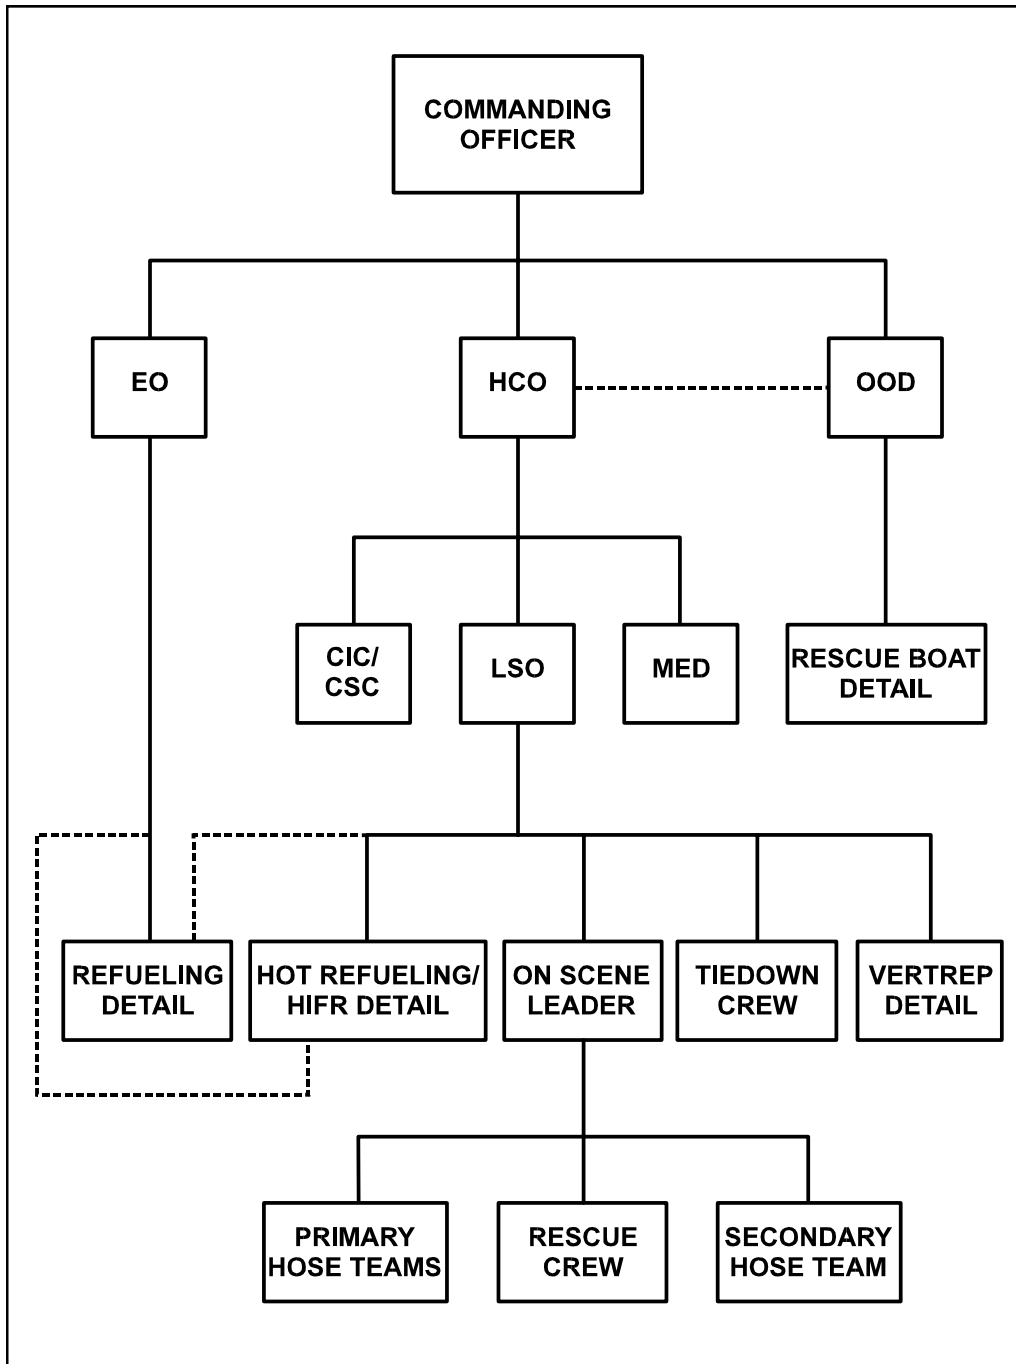 COMMANDING
OFFICER
EO
HCO
OOD
CIC/
CSC
LSO
MED
RESCUE BOAT
DETAIL
REFUELING
DETAIL
HOT REFUELING/
HIFR DETAIL
ON SCENE
LEADER
TIEDOWN
CREW
VERTREP
DETAIL
PRIMARY
HOSE TEAMS
RESCUE
CREW
SECONDARY
HOSE TEAM